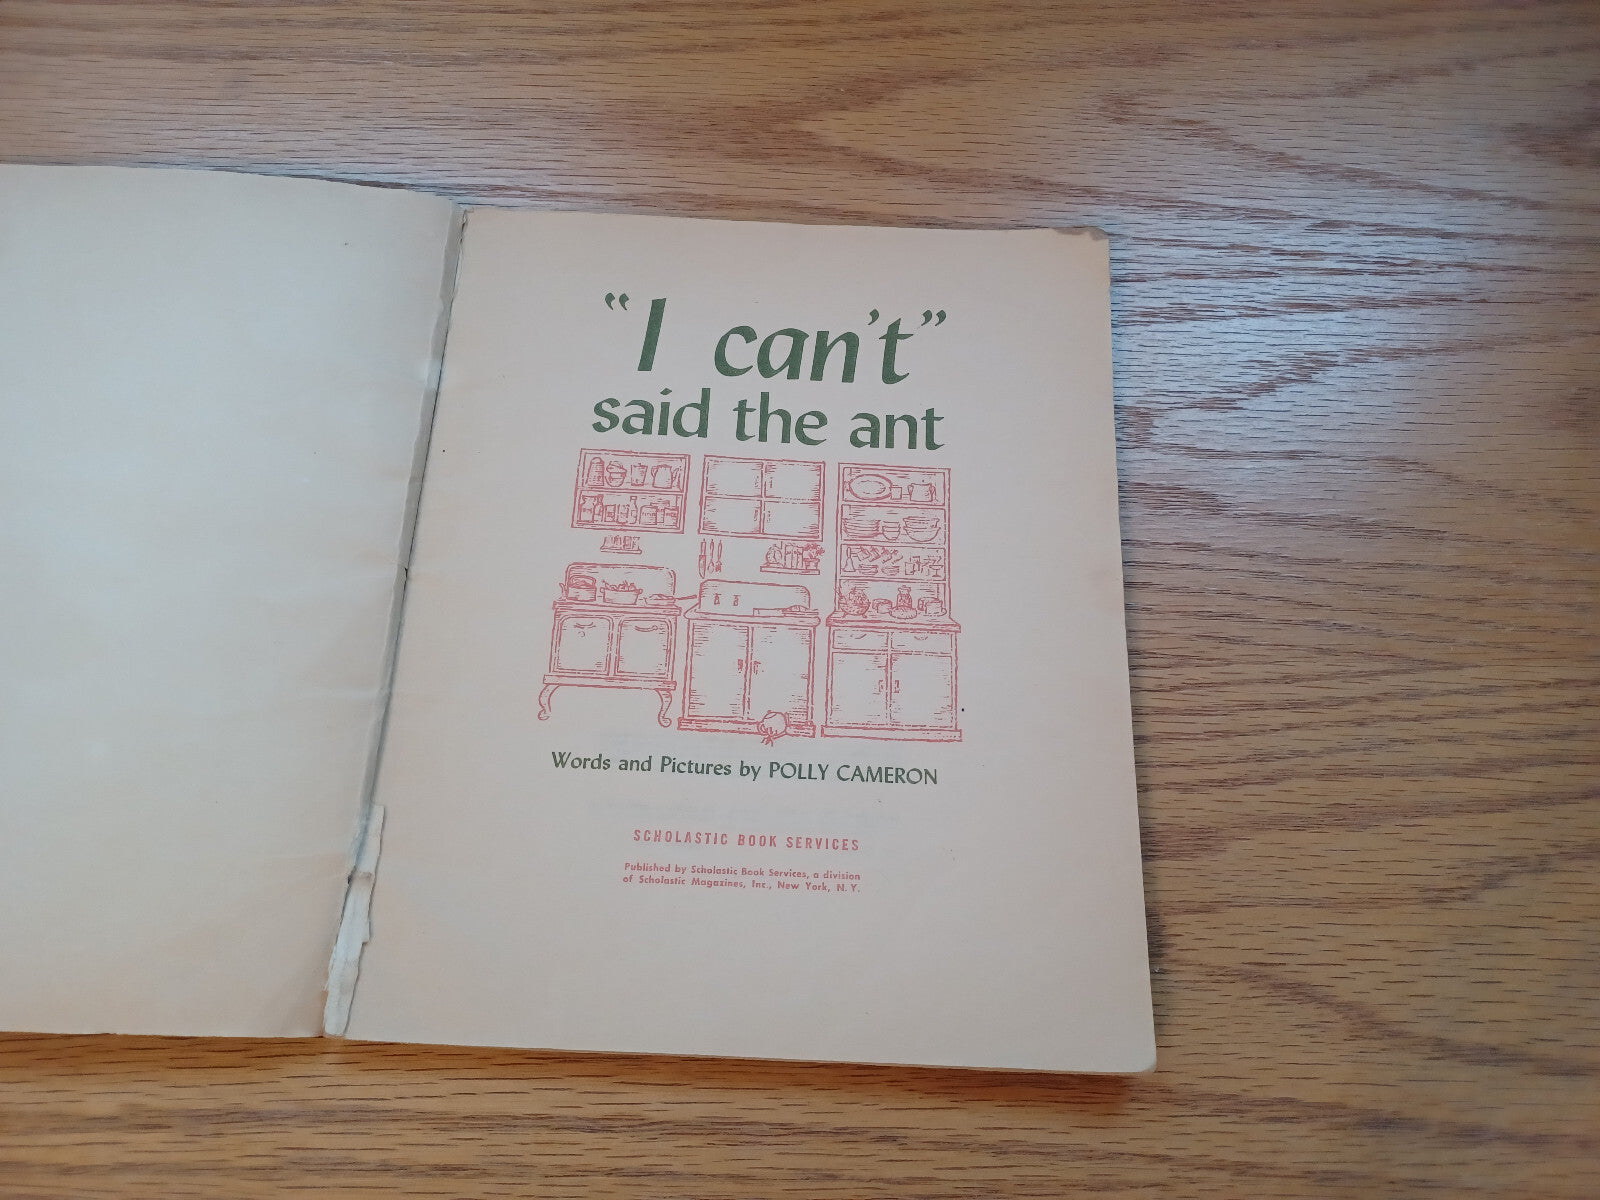 “I can’t”
said the ant
Words and Pictures by POLLY CAMERON
SCHOLASTIC BOOK SERVICES
Published by Scholastic Book Services, a division
of Scholastic Magazines, Inc., New York, N. Y.